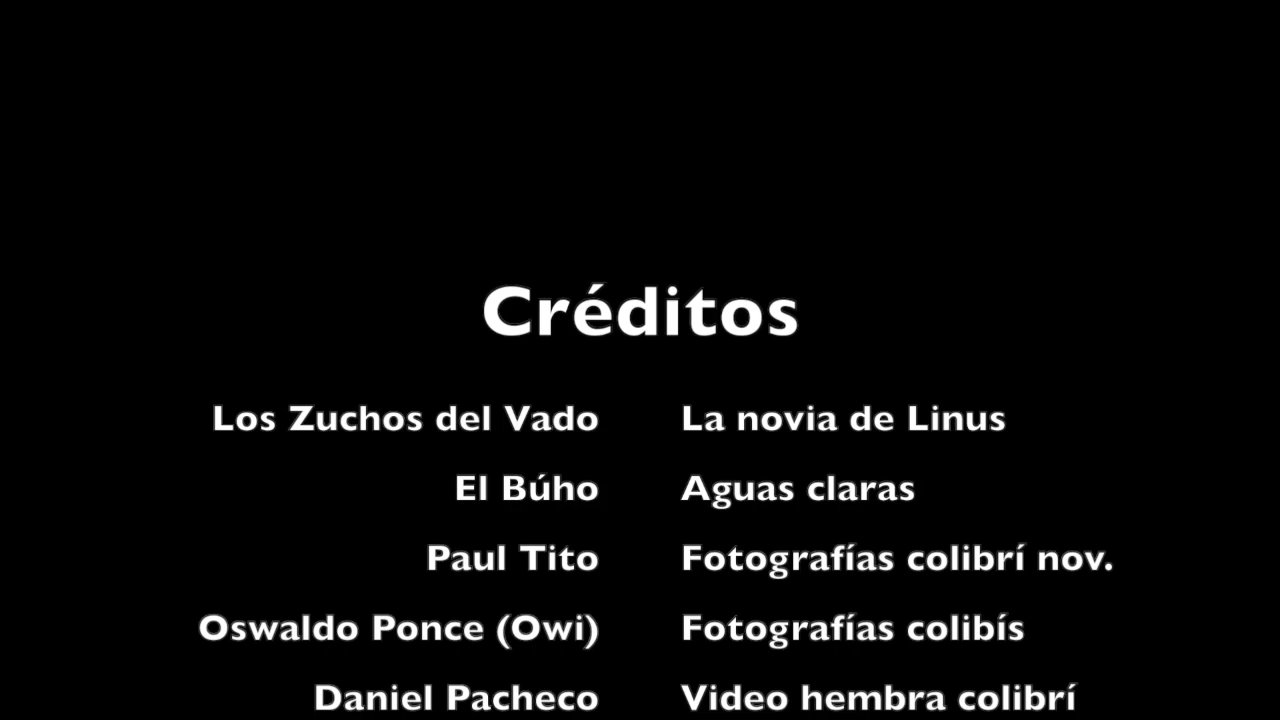 Créditos
Los Zuchos del Vado La novia de Linus
El Búho Aguas claras
Paul Tito Fotografías colibrí nov.
Oswaldo Ponce (Owi) Fotografías colibís
Daniel Pacheco Video hembra colibrí